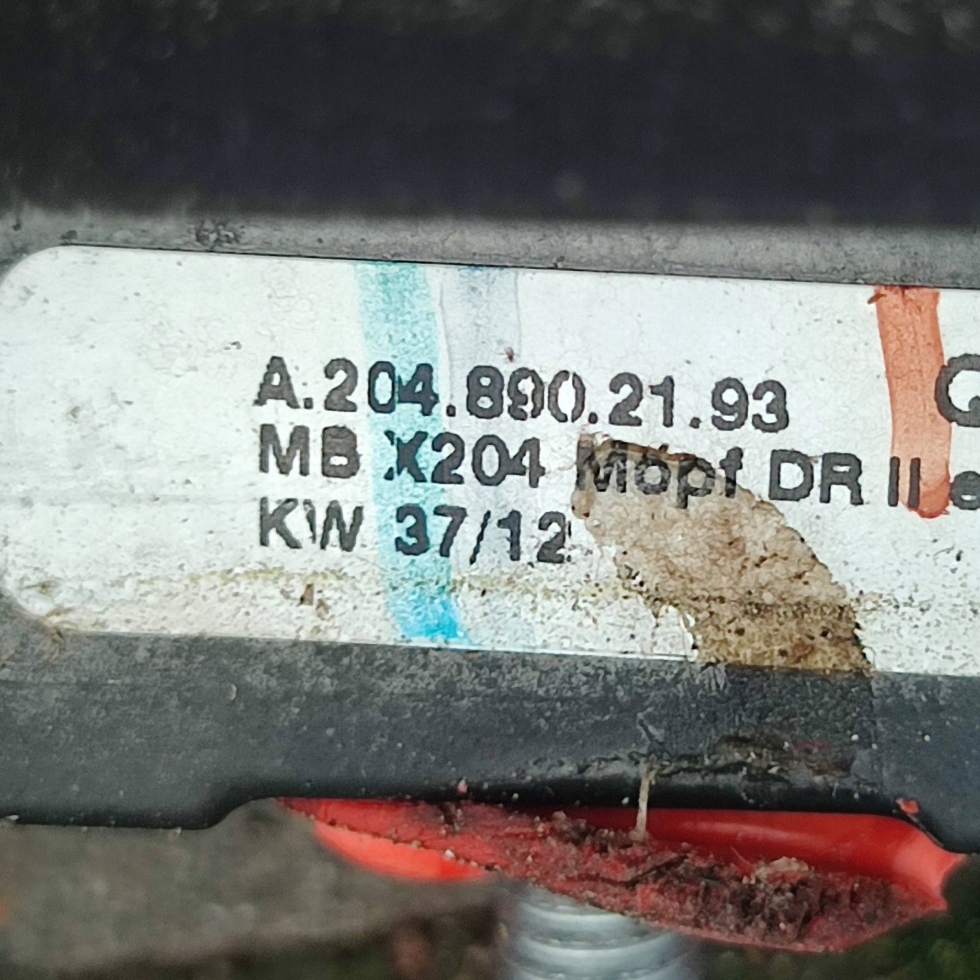 A.204.890.21.93
MB X204 Mopf DR II
KW 37/12